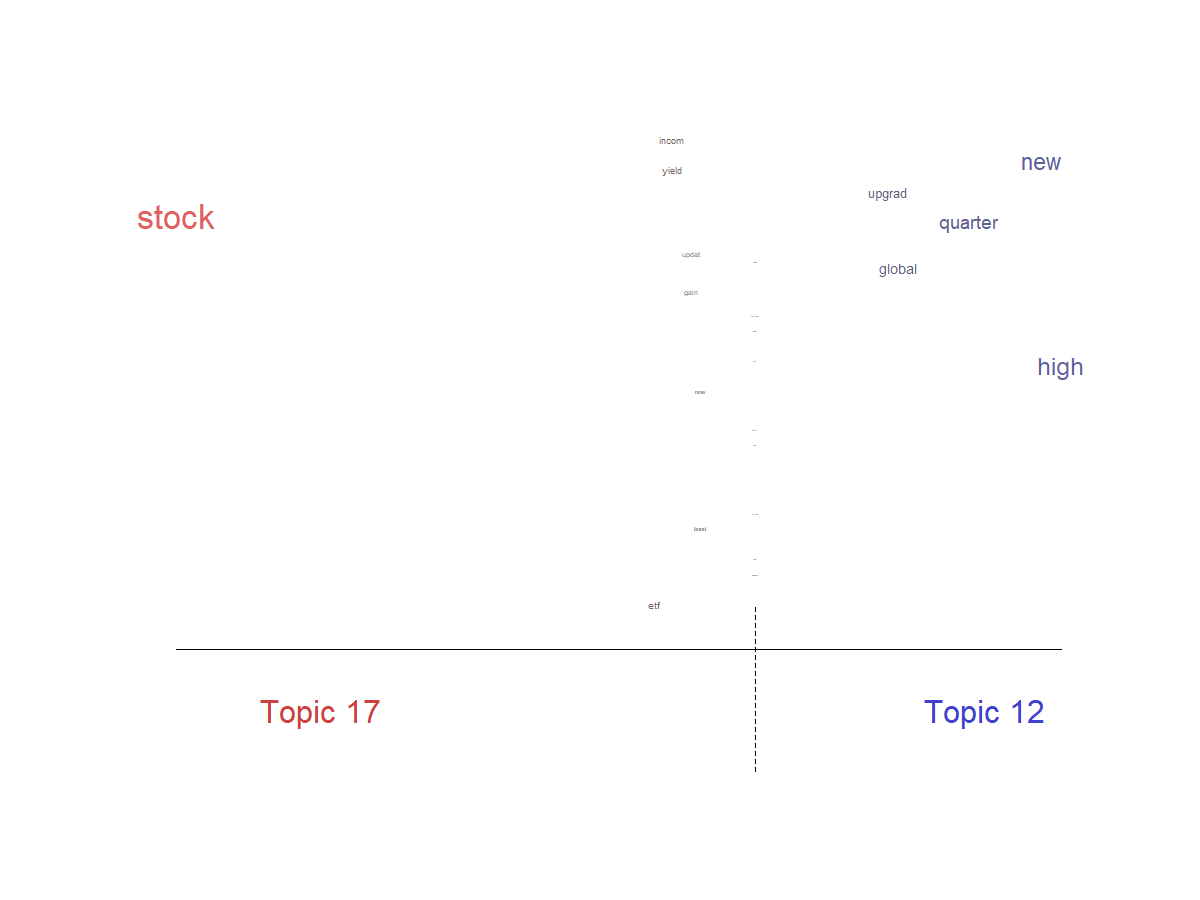 incom
new
yield
upgrad
stock
quarter
updat
global
gain
high
now
bond
etf
Topic 17
Topic 12